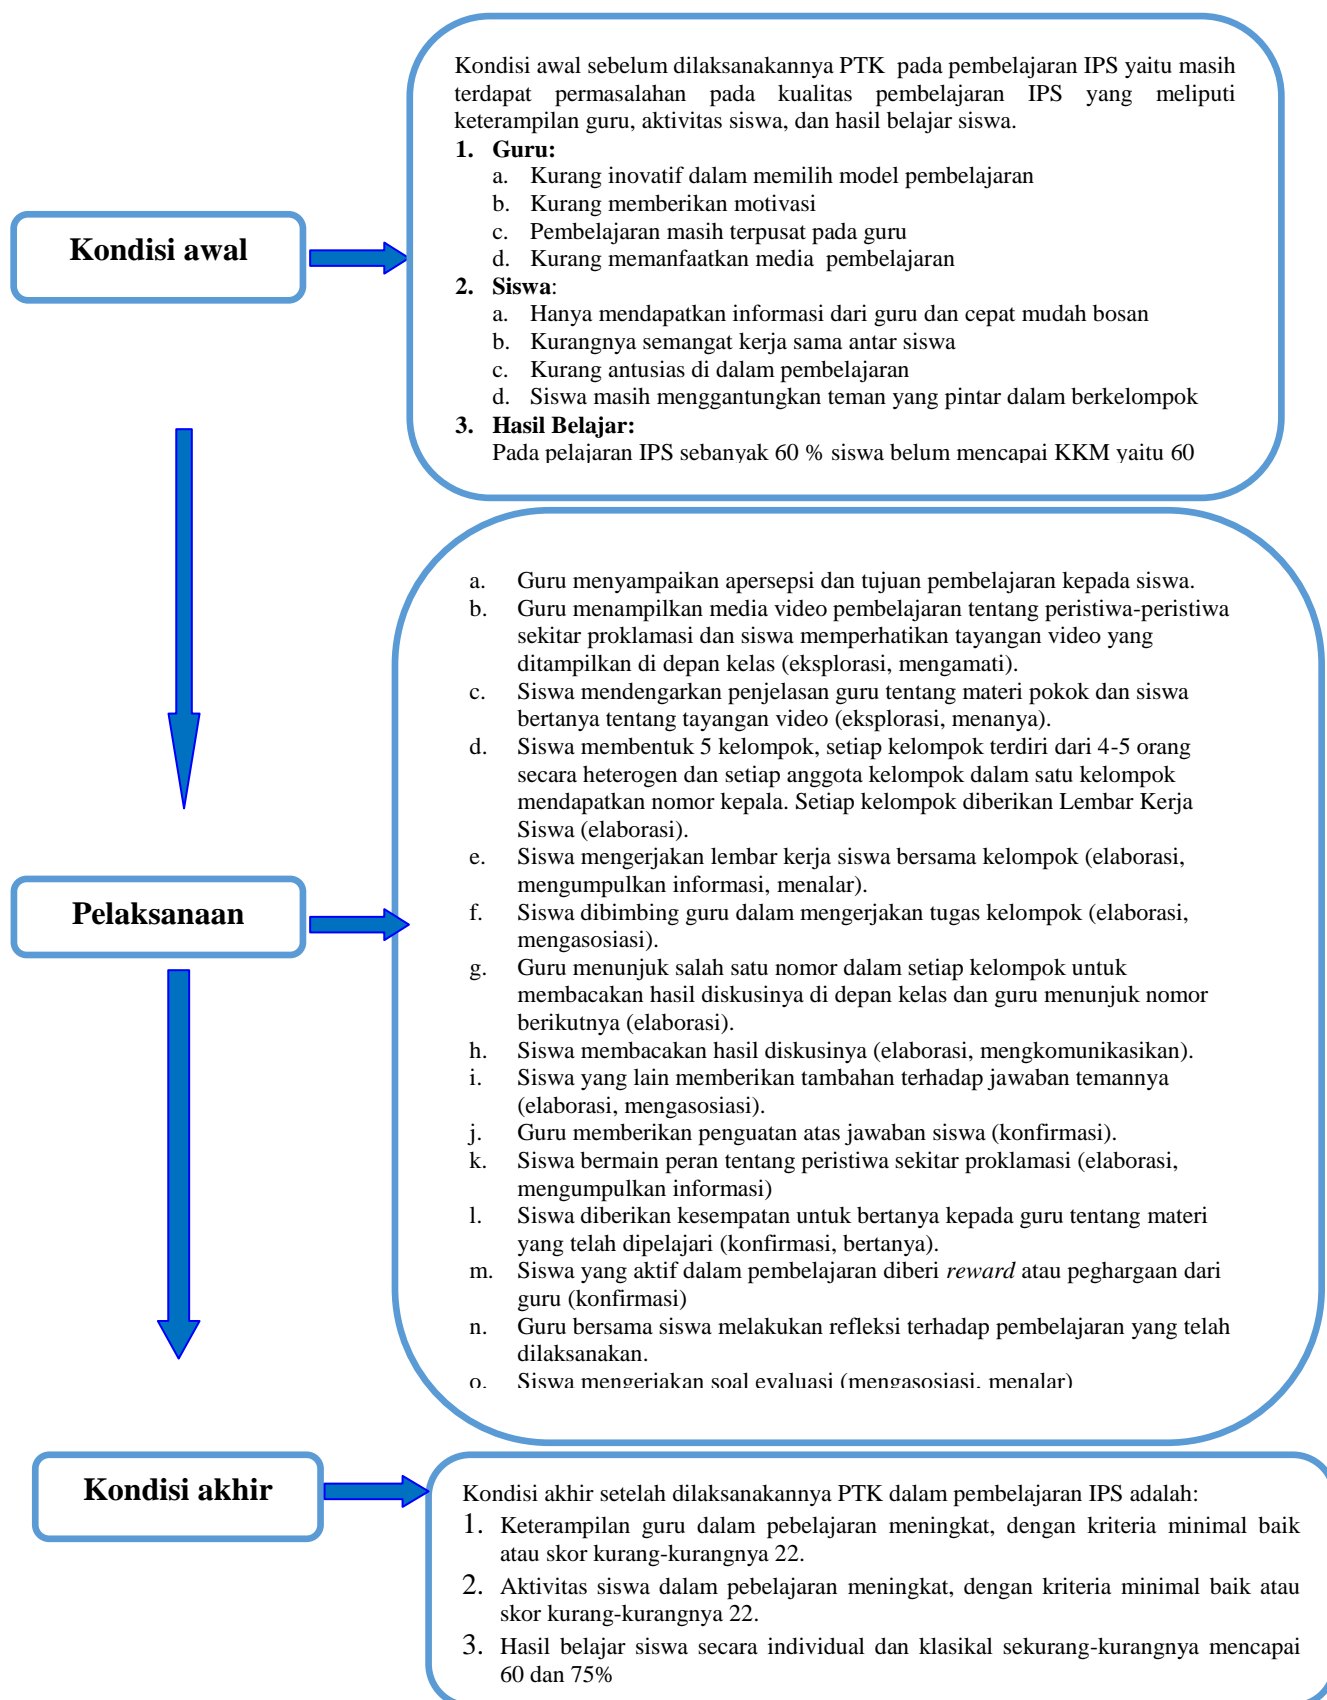 Kondisi awal sebelum dilaksanakannya PTK pada pembelajaran IPS yaitu masih
terdapat permasalahan pada kualitas pembelajaran IPS yang meliputi
keterampilan guru, aktivitas siswa, dan hasil belajar siswa.
1. Guru:
a. Kurang inovatif dalam memilih model pembelajaran
b. Kurang memberikan motivasi
c. Pembelajaran masih terpusat pada guru
d. Kurang memanfaatkan media pembelajaran
2. Siswa:
a. Hanya mendapatkan informasi dari guru dan cepat mudah bosan
b. Kurangnya semangat kerja sama antar siswa
c. Kurang antusias di dalam pembelajaran
d. Siswa masih menggantungkan teman yang pintar dalam berkelompok
3. Hasil Belajar:
Pada pelajaran IPS sebanyak 60 % siswa belum mencapai KKM yaitu 60
Kondisi awal
a. Guru menyampaikan apersepsi dan tujuan pembelajaran kepada siswa.
b. Guru menampilkan media video pembelajaran tentang peristiwa-peristiwa
sekitar proklamasi dan siswa memperhatikan tayangan video yang
ditampilkan di depan kelas (eksplorasi, mengamati).
c. Siswa mendengarkan penjelasan guru tentang materi pokok dan siswa
bertanya tentang tayangan video (eksplorasi, menanya).
d. Siswa membentuk 5 kelompok, setiap kelompok terdiri dari 4-5 orang
secara heterogen dan setiap anggota kelompok dalam satu kelompok
mendapatkan nomor kepala. Setiap kelompok diberikan Lembar Kerja
Siswa (elaborasi).
e. Siswa mengerjakan lembar kerja siswa bersama kelompok (elaborasi,
mengumpulkan informasi, menalar).
f. Siswa dibimbing guru dalam mengerjakan tugas kelompok (elaborasi,
mengasosiasi).
g. Guru menunjuk salah satu nomor dalam setiap kelompok untuk
membacakan hasil diskusinya di depan kelas dan guru menunjuk nomor
berikutnya (elaborasi).
h. Siswa membacakan hasil diskusinya (elaborasi, mengkomunikasikan).
i. Siswa yang lain memberikan tambahan terhadap jawaban temannya
(elaborasi, mengasosiasi).
j. Guru memberikan penguatan atas jawaban siswa (konfirmasi).
k. Siswa bermain peran tentang peristiwa sekitar proklamasi (elaborasi,
mengumpulkan informasi)
l. Siswa diberikan kesempatan untuk bertanya kepada guru tentang materi
yang telah dipelajari (konfirmasi, bertanya).
m. Siswa yang aktif dalam pembelajaran diberi reward atau peghargaan dari
guru (konfirmasi)
n. Guru bersama siswa melakukan refleksi terhadap pembelajaran yang telah
dilaksanakan.
o. Siswa mengerjakan soal evaluasi (mengasosiasi, menalar)
Pelaksanaan
Kondisi akhir
Kondisi akhir setelah dilaksanakannya PTK dalam pembelajaran IPS adalah:
1. Keterampilan guru dalam pebelajaran meningkat, dengan kriteria minimal baik
atau skor kurang-kurangnya 22.
2. Aktivitas siswa dalam pebelajaran meningkat, dengan kriteria minimal baik atau
skor kurang-kurangnya 22.
3. Hasil belajar siswa secara individual dan klasikal sekurang-kurangnya mencapai
60 dan 75%